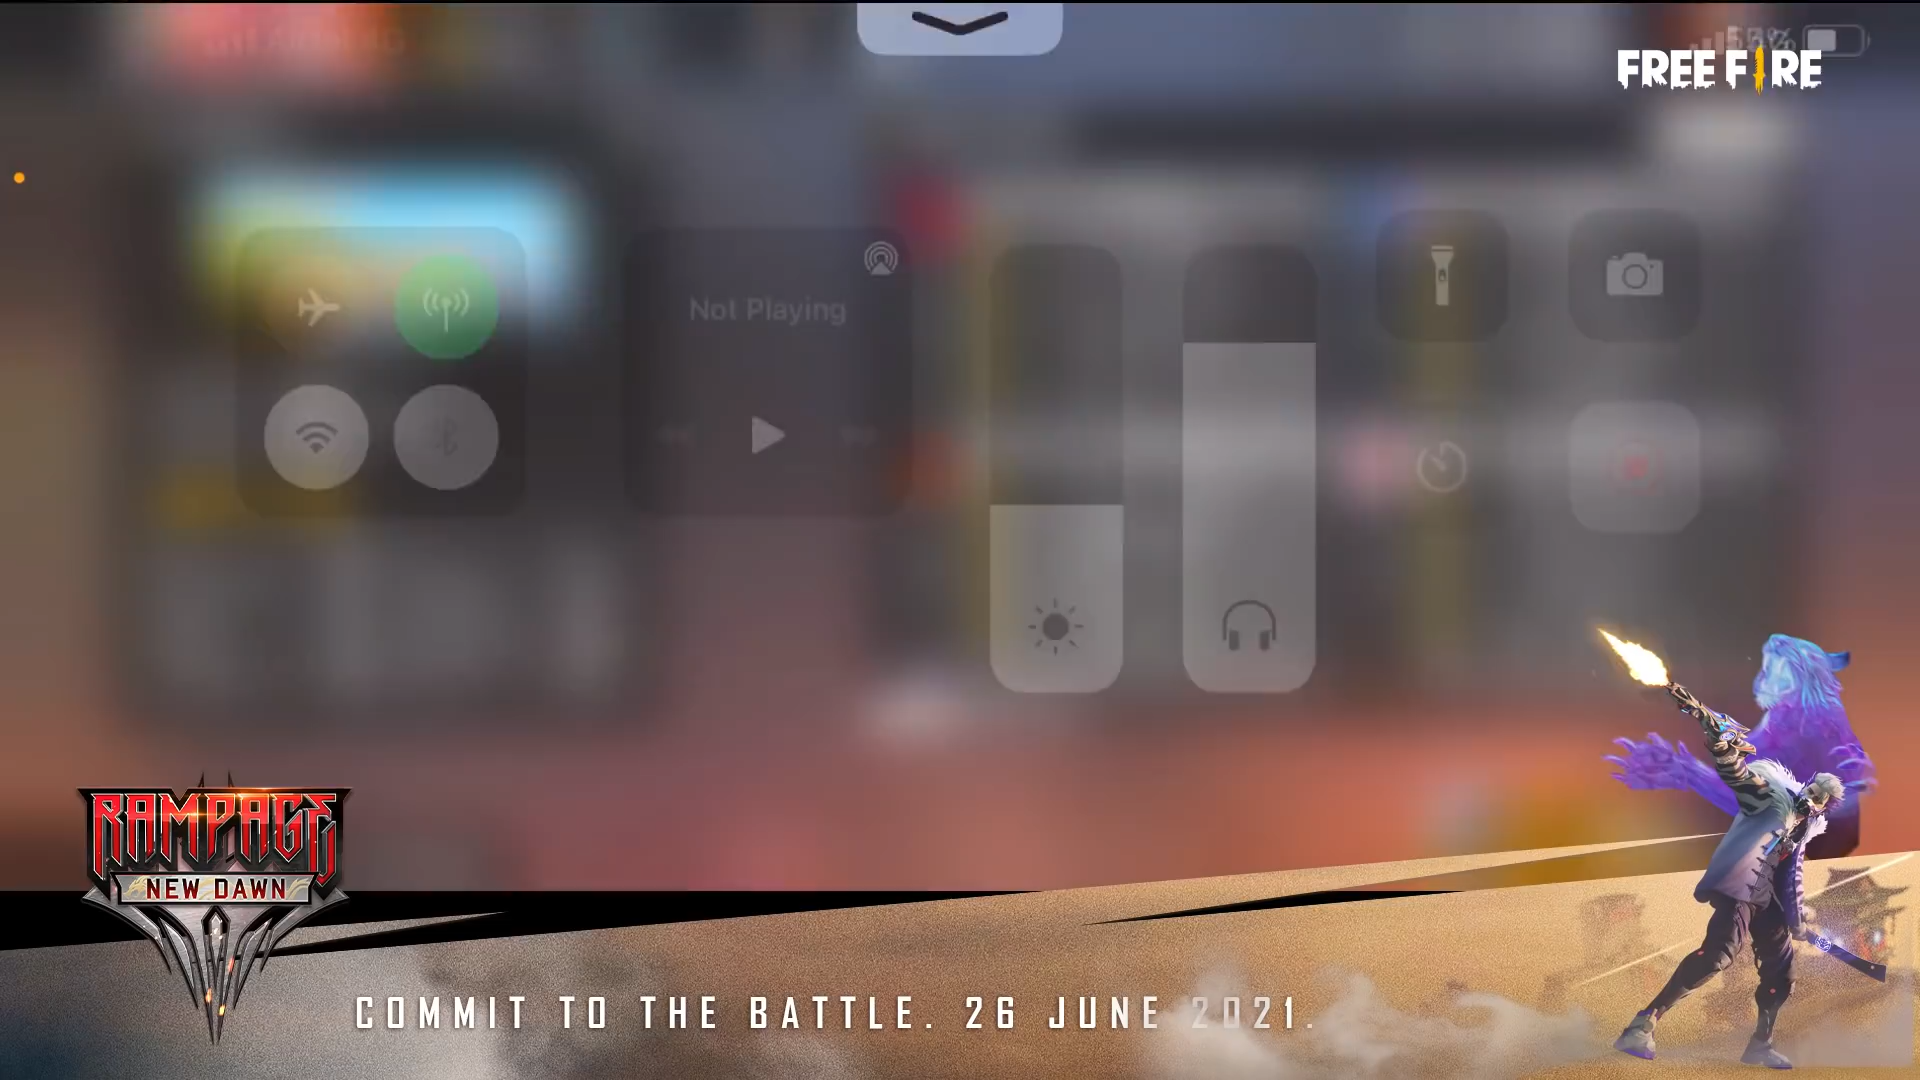 FREE FIRE
Not Playing
RAMPAGE
NEW DAWN
COMMIT TO THE BATTLE. 26 JUNE 2021.